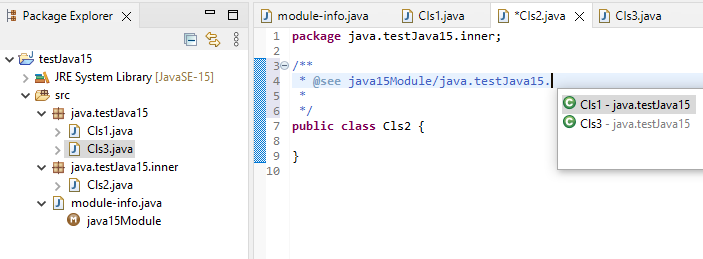 Package Explorer
testJava15
JRE System Library [JavaSE-15]
src
java.testJava15
Cls1.java
Cls3.java
java.testJava15.inner
Cls2.java
module-info.java
java15Module
module-info.java
Cls1.java
*Cls2.java
Cls3.java
1 package java.testJava15.inner;
2
3 /**
4 * @see java15Module/java.testJava15.
5 *
6 */
7 public class Cls2 {
8
9 }
10
Cls1 - java.testJava15
Cls3 - java.testJava15